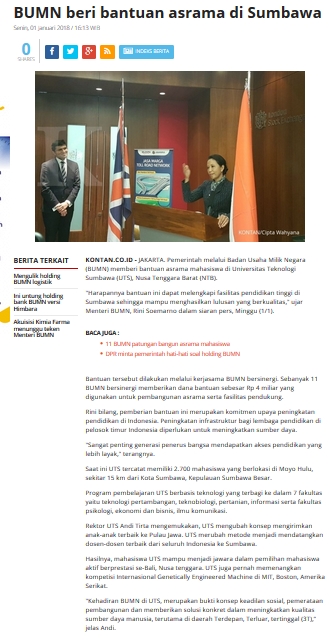 BUMN beri bantuan asrama di Sumbawa
Senin, 01 Januari 2018 / 16:13 WIB
0
SHARES
INDEKS BERITA
JASA MARGA
TOLL ROAD NETWORK
KONTAN/Cipta Wahyana
BERITA TERKAIT
Mengulik holding
BUMN logistik
Ini untung holding
bank BUMN versi
Himbara
Akuisisi Kimia Farma
menunggu teken
Menteri BUMN
KONTAN.CO.ID - JAKARTA. Pemerintah melalui Badan Usaha Milik Negara
(BUMN) memberi bantuan asrama mahasiswa di Universitas Teknologi
Sumbawa (UTS), Nusa Tenggara Barat (NTB).
"Harapannya bantuan ini dapat melengkapi fasilitas pendidikan tinggi di
Sumbawa sehingga mampu menghasilkan lulusan yang berkualitas," ujar
Menteri BUMN, Rini Soemarno dalam siaran pers, Minggu (1/1).
BACA JUGA :
11 BUMN patungan bangun asrama mahasiswa
DPR minta pemerintah hati-hati soal holding BUMN
Bantuan tersebut dilakukan melalui kerjasama BUMN bersinergi. Sebanyak 11
BUMN bersinergi memberikan dana bantuan sebesar Rp 4 miliar yang
digunakan untuk pembangunan asrama serta fasilitas pendukung.
Rini bilang, pemberian bantuan ini merupakan komitmen upaya peningkatan
pendidikan di Indonesia. Peningkatan infrastruktur bagi lembaga pendidikan di
pelosok timur Indonesia diperlukan untuk meningkatkan sumber daya.
"Sangat penting generasi penerus bangsa mendapatkan akses pendidikan yang
lebih layak," terangnya.
Saat ini UTS tercatat memiliki 2.700 mahasiswa yang berlokasi di Moyo Hulu,
sekitar 15 km dari Kota Sumbawa, Kepulauan Sumbawa Besar.
Program pembelajaran UTS berbasis teknologi yang terbagi ke dalam 7 fakultas
yaitu teknologi pertambangan, teknobiologi, pertanian, informasi serta fakultas
psikologi, ekonomi dan bisnis, ilmu komunikasi.
Rektor UTS Andi Tirta mengemukakan, UTS mengubah konsep mengirimkan
anak-anak terbaik ke Pulau Jawa. UTS merubah metode menjadi mendatangkan
dosen-dosen terbaik dari seluruh Indonesia ke Sumbawa.
Hasilnya, mahasiswa UTS mampu menjadi jawara dalam pemilihan mahasiswa
aktif berprestasi se-Bali, Nusa tenggara. UTS juga pernah memenangkan
kompetisi Internasional Genetically Engineered Machine di MIT, Boston, Amerika
Serikat.
"Kehadiran BUMN di UTS, merupakan bukti konsep keadilan sosial, pemerataan
pembangunan dan memberikan solusi konkret dalam meningkatkan kualitas
sumber daya manusia, terutama di daerah Terdepan, Terluar, tertinggal (3T),"
jelas Andi.